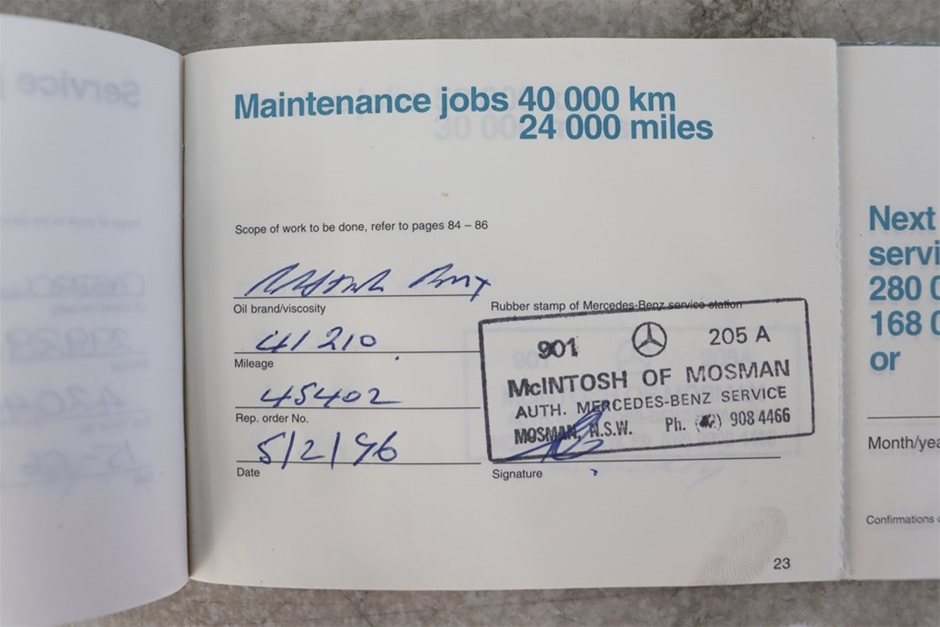 Service
Maintenance jobs 40 000 km
24 000 miles
Scope of work to be done, refer to pages 84 – 86
Oil brand/viscosity
41210
Mileage
45402
Rep. order No.
5/2/96
Date
Rubber stamp of Mercedes-Benz service station
901 205 A
McINTOSH OF MOSMAN
AUTH. MERCEDES-BENZ SERVICE
MOSMAN, N.S.W. Ph. ( ) 908 4466
Signature
23
Next
servi
280 0
168 0
or
Month/yea
Confirmations